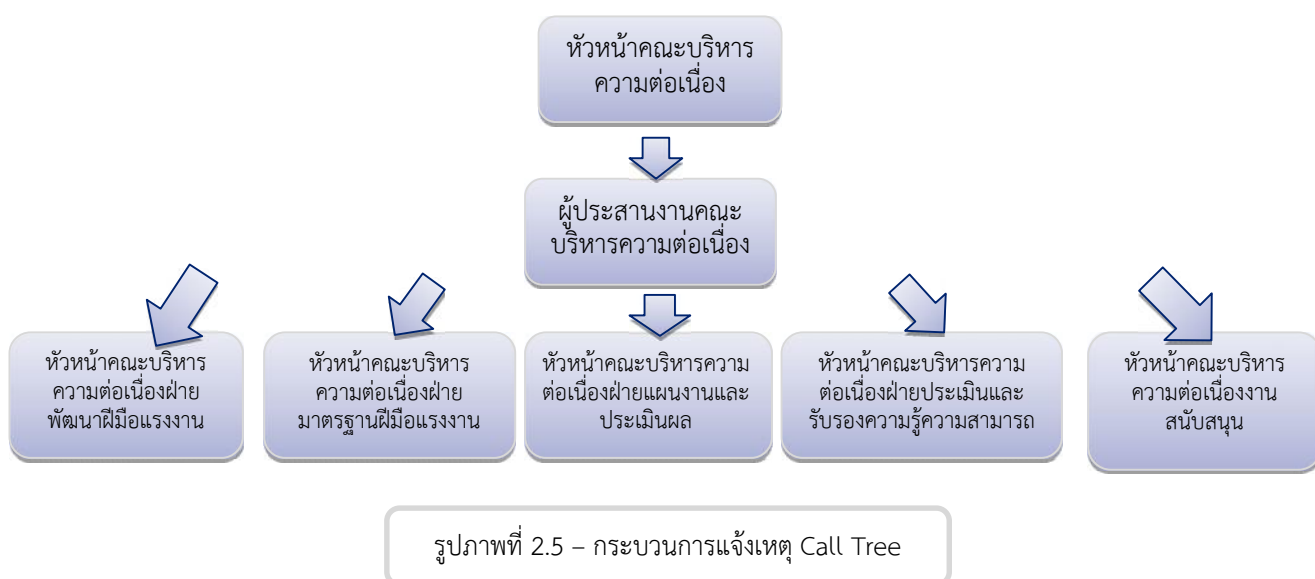 หัวหน้าคณะบริหาร
ความต่อเนื่อง
ผู้ประสานงานคณะ
บริหารความต่อเนื่อง
หัวหน้าคณะบริหาร
ความต่อเนื่องฝ่าย
พัฒนาฝีมือแรงงาน
หัวหน้าคณะบริหาร
ความต่อเนื่องฝ่าย
มาตรฐานฝีมือแรงงาน
หัวหน้าคณะบริหารความ
ต่อเนื่องฝ่ายแผนงานและ
ประเมินผล
หัวหน้าคณะบริหารความ
ต่อเนื่องฝ่ายประเมินและ
รับรองความรู้ความสามารถ
หัวหน้าคณะบริหาร
ความต่อเนื่องงาน
สนับสนุน
รูปภาพที่ 2.5 – กระบวนการแจ้งเหตุ Call Tree